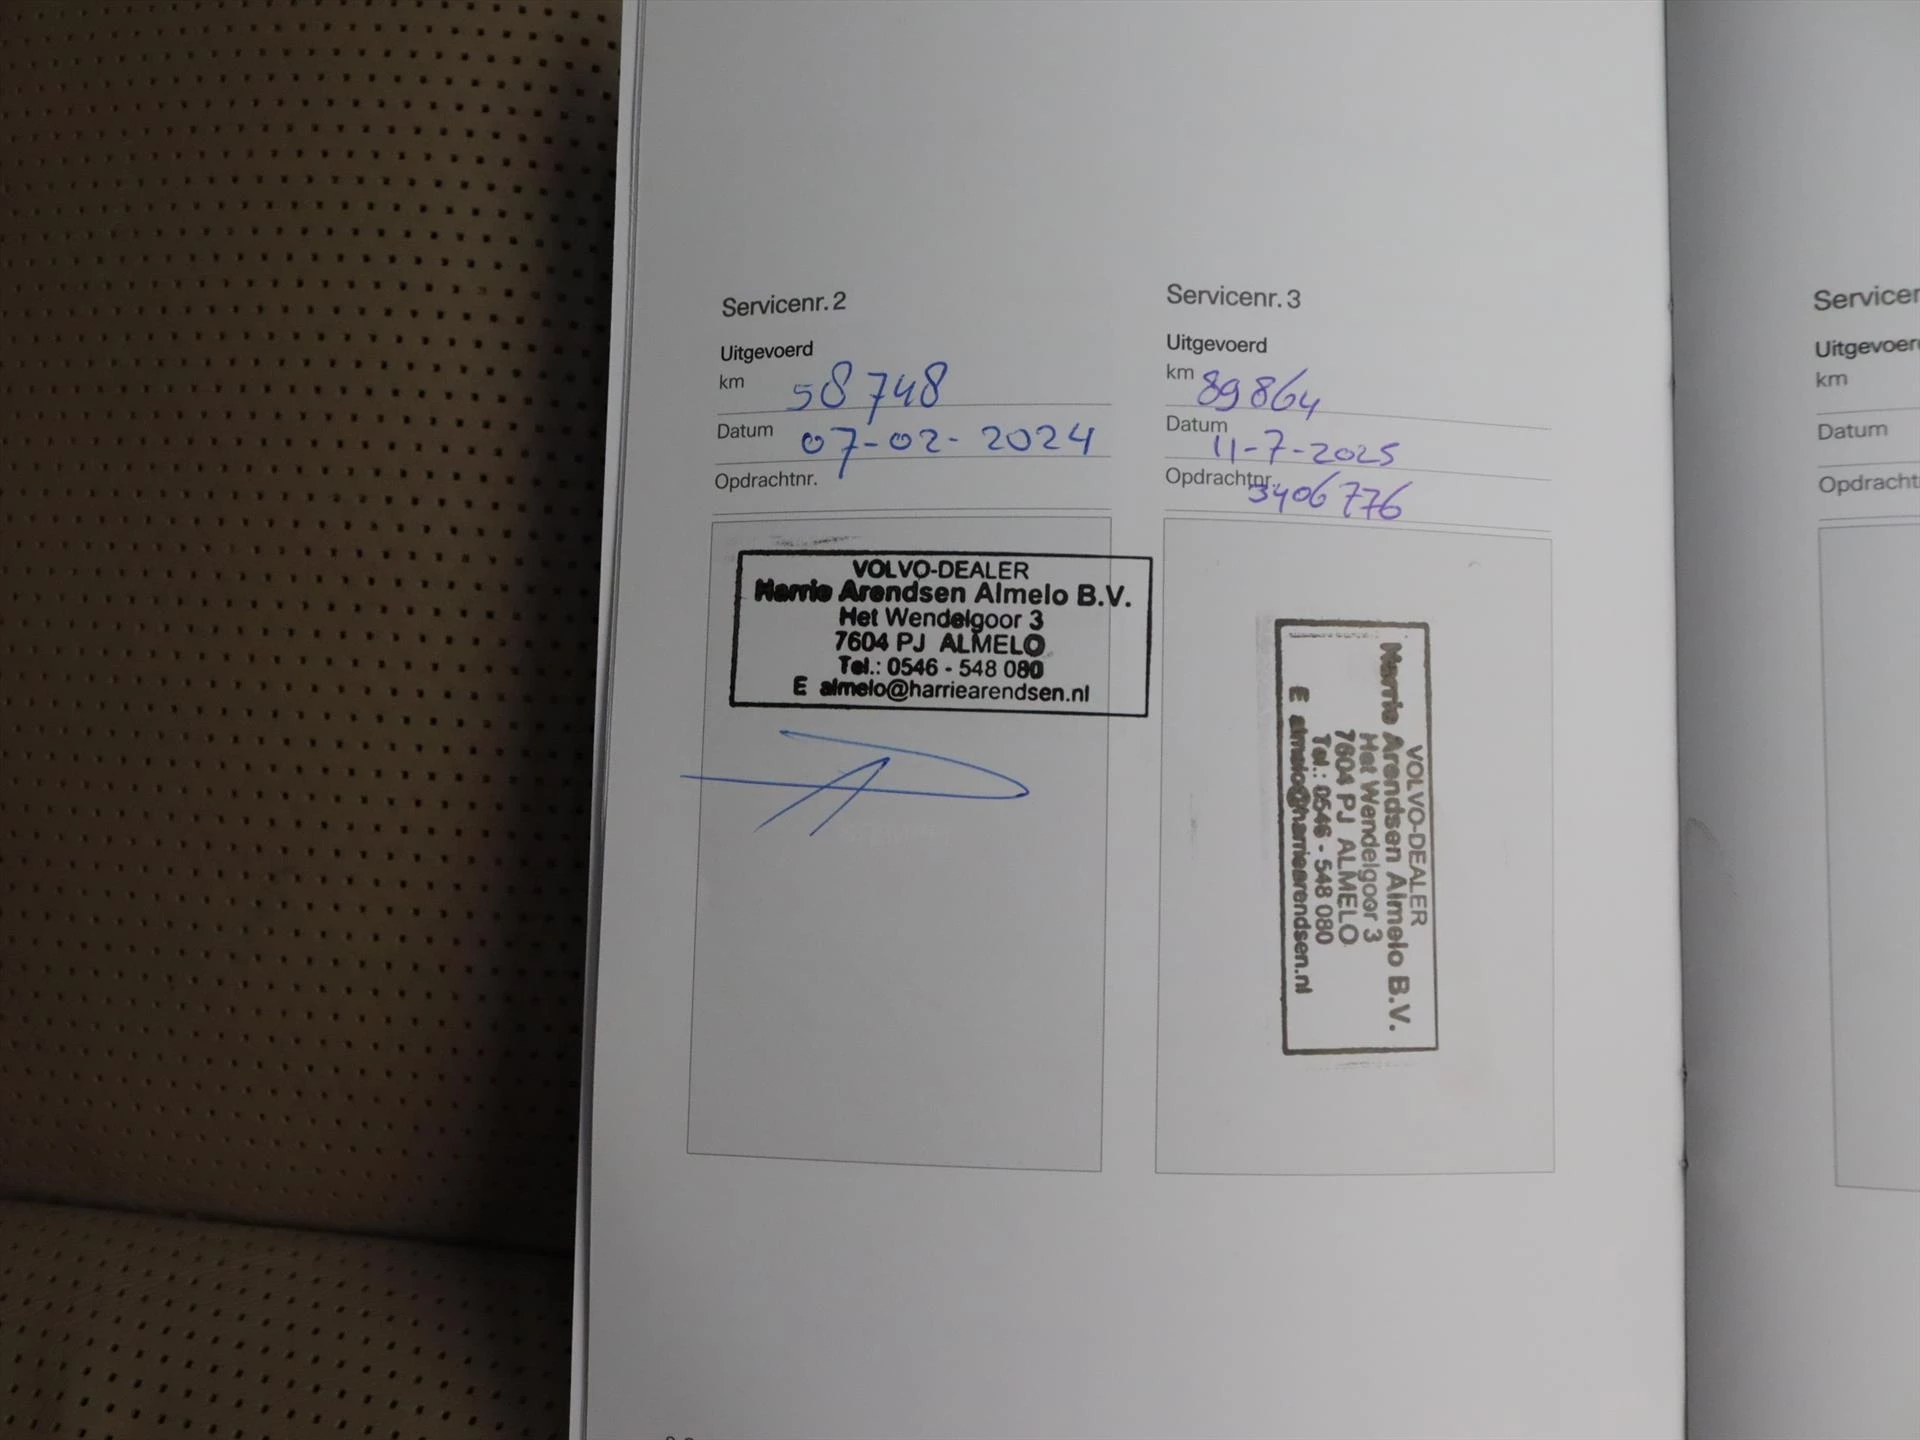 Servicenr. 2
Uitgevoerd
km 58748
Datum 07-02-2024
Opdrachtnr.
VOLVO-DEALER
Harrie Arendsen Almelo B.V.
Het Wendelgoor 3
7604 PJ ALMELO
Tel.: 0546 - 548 080
E almelo@harriearendsen.nl
Servicenr. 3
Uitgevoerd
km 89864
Datum 11-7-2025
Opdrachtnr. 3406776
VOLVO-DEALER
Harrie Arendsen Almelo B.V.
Het Wendelgoor 3
7604 PJ ALMELO
Tel.: 0546 - 548 080
E almelo@harriearendsen.nl
Servicenr
Uitgevoerd
km
Datum
Opdrachtn